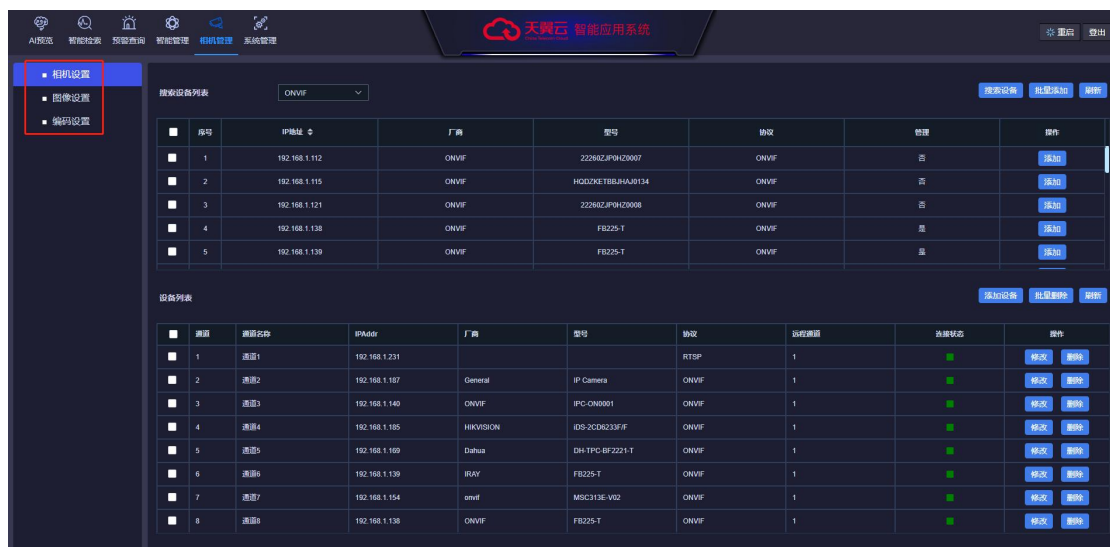 AI预览 智能检索 预警查询 智能管理 相机管理 系统管理 天翼云 智能应用系统 重启 登出
相机设置
图像设置
编码设置
搜索设备列表 ONVIF 搜索设备 批量添加 刷新
序号 IP地址 厂商 型号 协议 管理 操作
1 192.168.1.112 ONVIF 22260ZJP0HZ0007 ONVIF 否 添加
2 192.168.1.115 ONVIF HQDZKETBBJHAJ0134 ONVIF 否 添加
3 192.168.1.121 ONVIF 22260ZJP0HZ0008 ONVIF 否 添加
4 192.168.1.138 ONVIF FB225-T ONVIF 是 添加
5 192.168.1.139 ONVIF FB225-T ONVIF 是 添加
设备列表 添加设备 批量删除 刷新
通道 通道名称 IPAddr 厂商 型号 协议 远程通道 连接状态 操作
1 通道1 192.168.1.231 RTSP 1 修改 删除
2 通道2 192.168.1.187 General IP Camera ONVIF 1 修改 删除
3 通道3 192.168.1.140 ONVIF IPC-ON0001 ONVIF 1 修改 删除
4 通道4 192.168.1.185 HIKVISION iDS-2CD6233F/F ONVIF 1 修改 删除
5 通道5 192.168.1.169 Dahua DH-TPC-BF2221-T ONVIF 1 修改 删除
6 通道6 192.168.1.139 IRAY FB225-T ONVIF 1 修改 删除
7 通道7 192.168.1.154 onvif MSC313E-V02 ONVIF 1 修改 删除
8 通道8 192.168.1.138 ONVIF FB225-T ONVIF 1 修改 删除